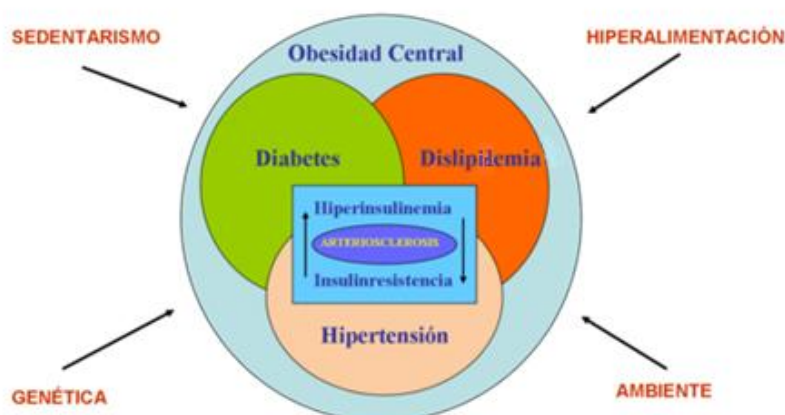 SEDENTARISMO
HIPERALIMENTACIÓN
Obesidad Central
Diabetes
Dislipidemia
Hiperinsulinemia
ARTERIOSCLEROSIS
Insulinresistencia
Hipertensión
GENÉTICA
AMBIENTE